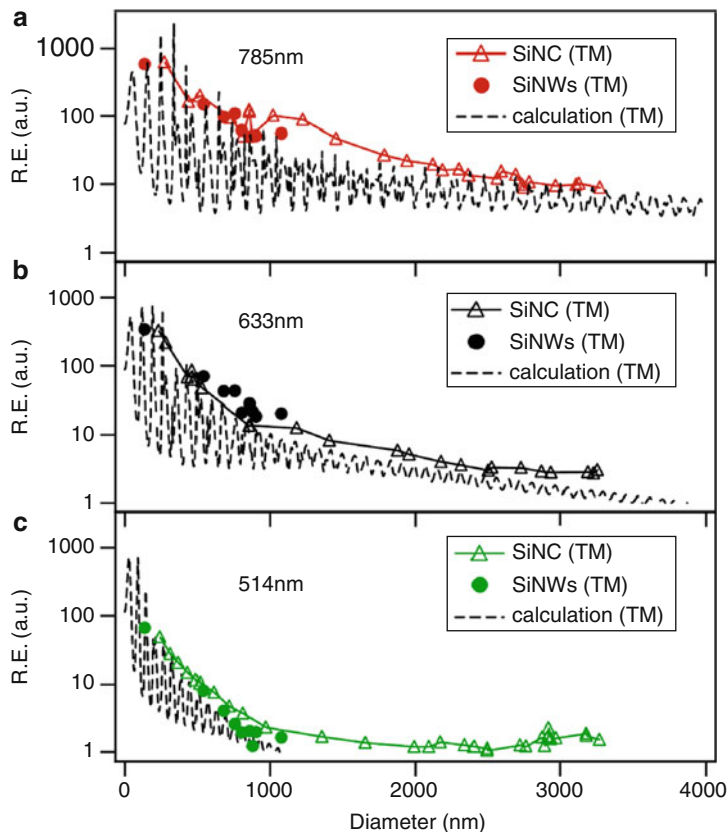 a
785nm
R.E. (a.u.)
1000
100
10
1
SiNC (TM)
SiNWs (TM)
calculation (TM)
b
633nm
R.E. (a.u.)
1000
100
10
1
SiNC (TM)
SiNWs (TM)
calculation (TM)
c
514nm
R.E. (a.u.)
1000
100
10
1
SiNC (TM)
SiNWs (TM)
calculation (TM)
0 1000 2000 3000 4000
Diameter (nm)